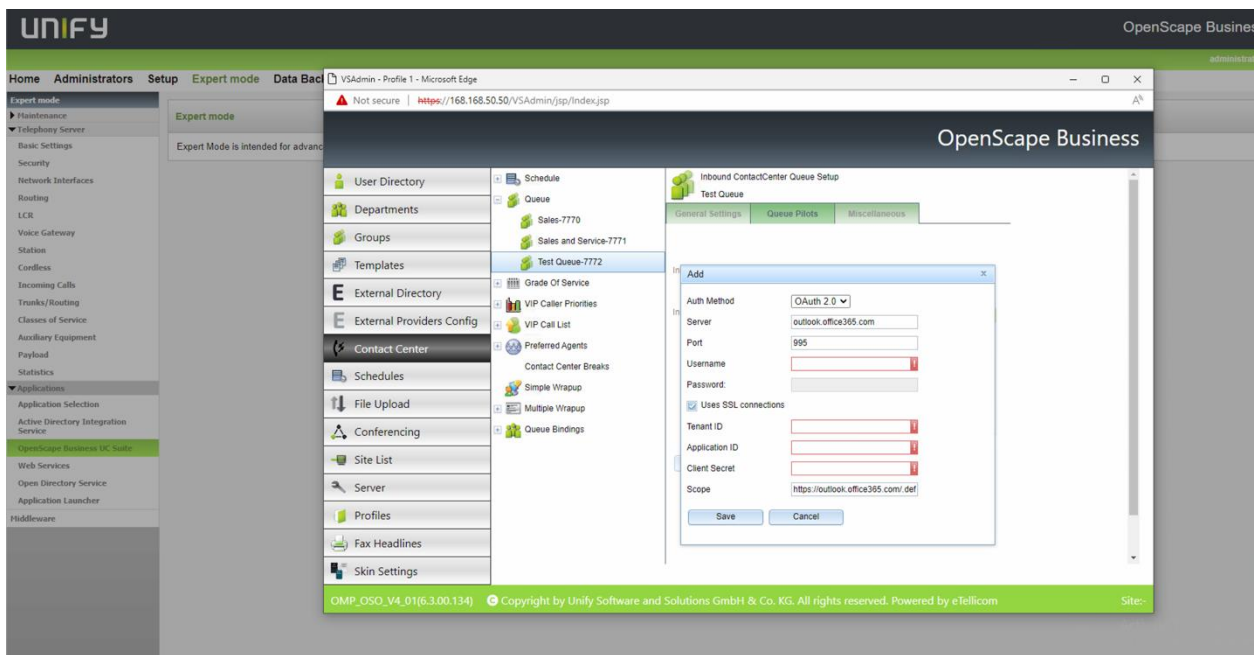 UNIFY
OpenScape Busines
administrat
Home Administrators Setup Expert mode Data Bac
Expert mode
Maintenance
Telephony Server
Basic Settings
Security
Network Interfaces
Routing
LCR
Voice Gateway
Station
Cordless
Incoming Calls
Trunks/Routing
Classes of Service
Auxiliary Equipment
Payload
Statistics
Applications
Application Selection
Active Directory Integration
Service
OpenScape Business UC Suite
Web Services
Open Directory Service
Application Launcher
Middleware
Expert mode
Expert Mode is intended for advanc
VSAdmin - Profile 1 - Microsoft Edge
Not secure | https://168.168.50.50/VSAdmin/jsp/Index.jsp
OpenScape Business
User Directory
Departments
Groups
Templates
External Directory
External Providers Config
Contact Center
Schedules
File Upload
Conferencing
Site List
Server
Profiles
Fax Headlines
Skin Settings
Schedule
Queue
Sales-7770
Sales and Service-7771
Test Queue-7772
Grade Of Service
VIP Caller Priorities
VIP Call List
Preferred Agents
Contact Center Breaks
Simple Wrapup
Multiple Wrapup
Queue Bindings
Inbound ContactCenter Queue Setup
Test Queue
General Settings Queue Pilots Miscellaneous
In
In
Add x
Auth Method OAuth 2.0
Server outlook.office365.com
Port 995
Username
Password:
Uses SSL connections
Tenant ID
Application ID
Client Secret
Scope https://outlook.office365.com/.def
Save Cancel
OMP_OSO_V4_01(6.3.00.134) © Copyright by Unify Software and Solutions GmbH & Co. KG. All rights reserved. Powered by eTellicom Site:-